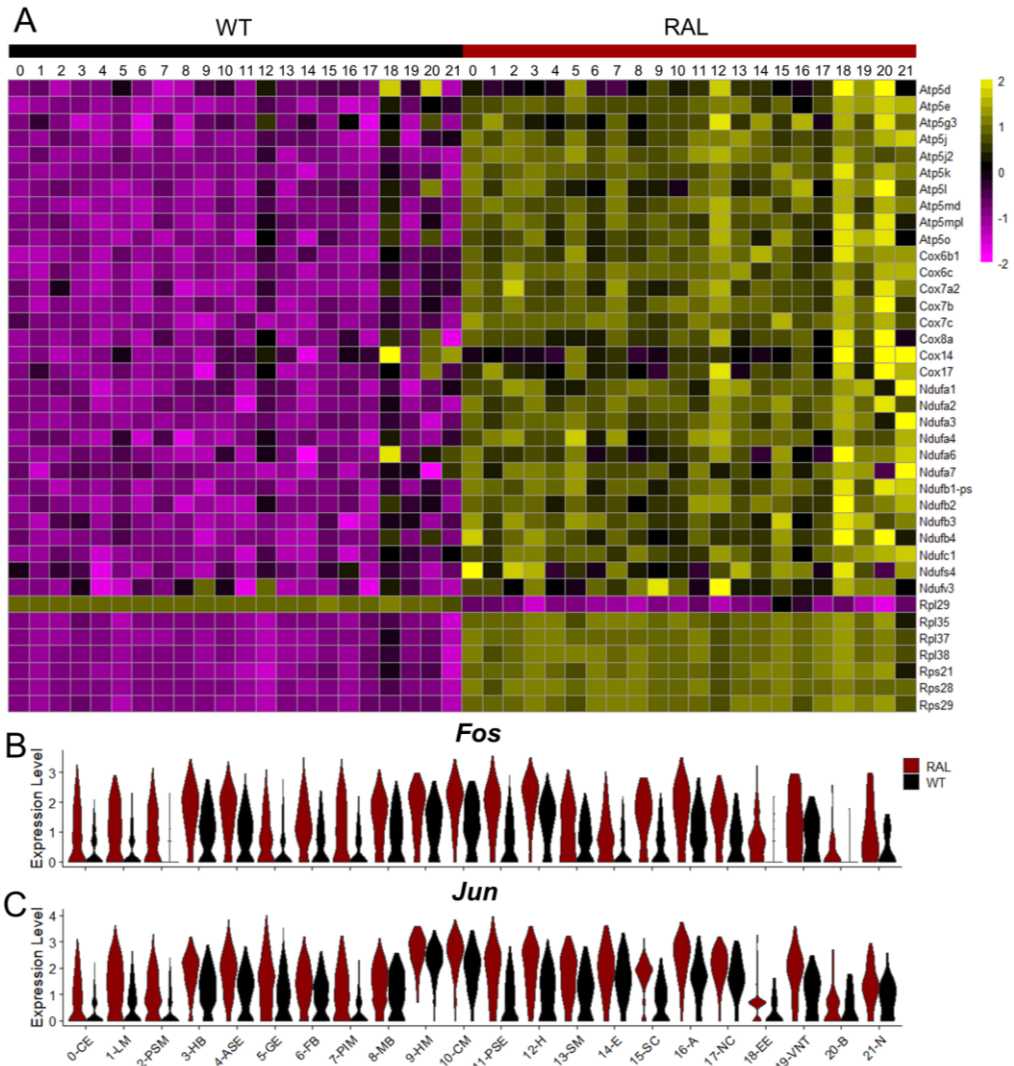 A
WT
RAL
0 1 2 3 4 5 6 7 8 9 10 11 12 13 14 15 16 17 18 19 20 21 0 1 2 3 4 5 6 7 8 9 10 11 12 13 14 15 16 17 18 19 20 21
2
1
0
-1
-2
Atp5d
Atp5e
Atp5g3
Atp5j
Atp5j2
Atp5k
Atp5l
Atp5md
Atp5mpl
Atp5o
Cox6b1
Cox6c
Cox7a2
Cox7b
Cox7c
Cox8a
Cox14
Cox17
Ndufa1
Ndufa2
Ndufa3
Ndufa4
Ndufa6
Ndufa7
Ndufb1-ps
Ndufb2
Ndufb3
Ndufb4
Ndufc1
Ndufs4
Ndufv3
Rpl29
Rpl35
Rpl37
Rpl38
Rps21
Rps28
Rps29
B
Fos
Expression Level
3
2
1
0
RAL
WT
C
Jun
Expression Level
4
3
2
1
0
0-CE 1-LM 2-PSM 3-HB 4-ASE 5-GE 6-FB 7-PIM 8-MB 9-HM 10-CM 11-PSE 12-H 13-SM 14-E 15-SC 16-A 17-NC 18-EE 19-VNT 20-B 21-N